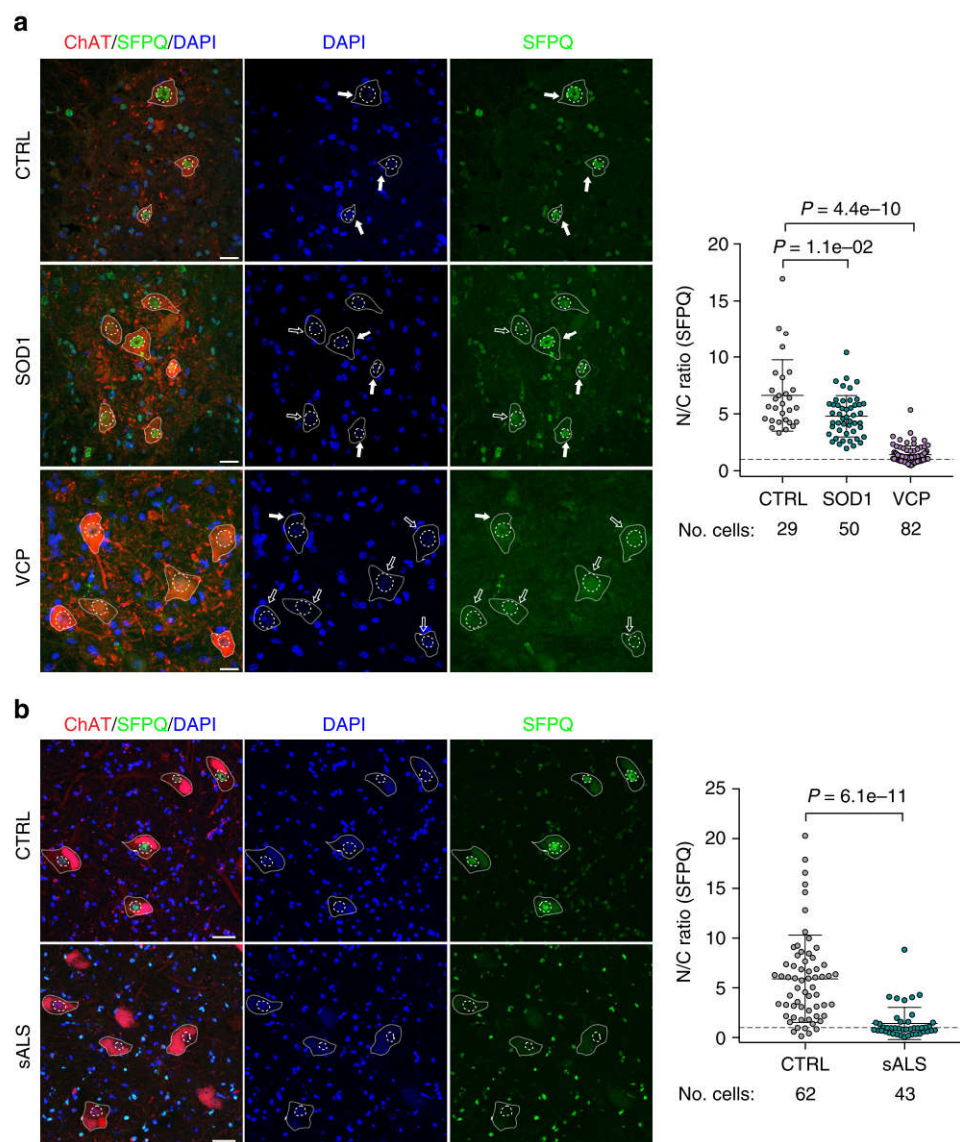 a
ChAT/SFPQ/DAPI
DAPI
SFPQ
CTRL
SOD1
VCP
P = 4.4e–10
P = 1.1e–02
N/C ratio (SFPQ)
20
15
10
5
0
CTRL SOD1 VCP
No. cells: 29 50 82
b
ChAT/SFPQ/DAPI
DAPI
SFPQ
CTRL
sALS
P = 6.1e–11
N/C ratio (SFPQ)
25
20
15
10
5
0
CTRL sALS
No. cells: 62 43